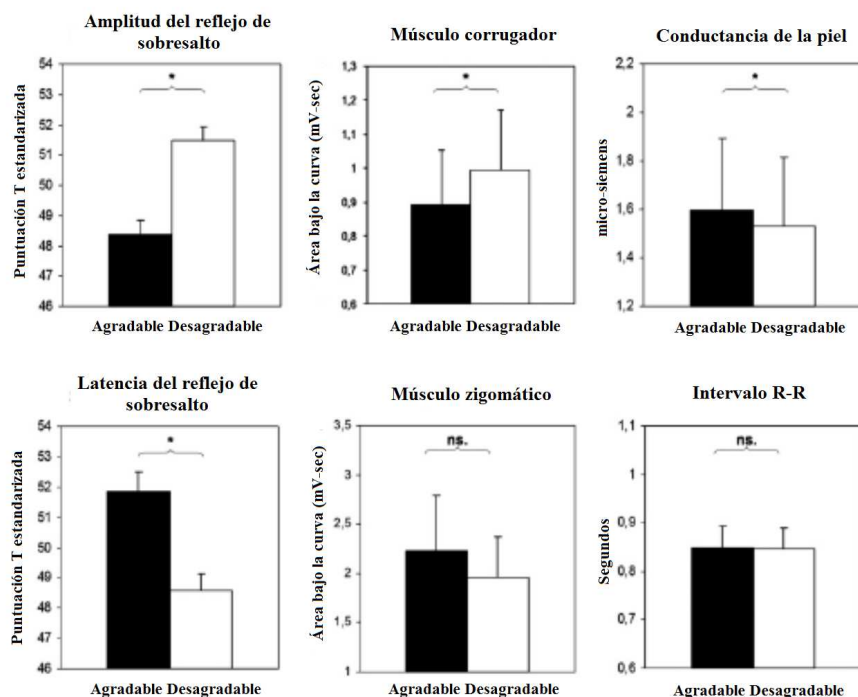 Amplitud del reflejo de
sobresalto
Puntuación T estandarizada
54
53
52
51
50
49
48
47
46
*
Agradable Desagradable
Músculo corrugador
Área bajo la curva (mV-sec)
1,3
1,2
1,1
1
0,9
0,8
0,7
0,6
*
Agradable Desagradable
Conductancia de la piel
micro-siemens
2,2
2
1,8
1,6
1,4
1,2
*
Agradable Desagradable
Latencia del reflejo de
sobresalto
Puntuación T estandarizada
54
53
52
51
50
49
48
47
46
*
Agradable Desagradable
Músculo zigomático
Área bajo la curva (mV-sec)
3,5
3
2,5
2
1,5
1
ns.
Agradable Desagradable
Intervalo R-R
Segundos
1,1
1
0,9
0,8
0,7
0,6
ns.
Agradable Desagradable